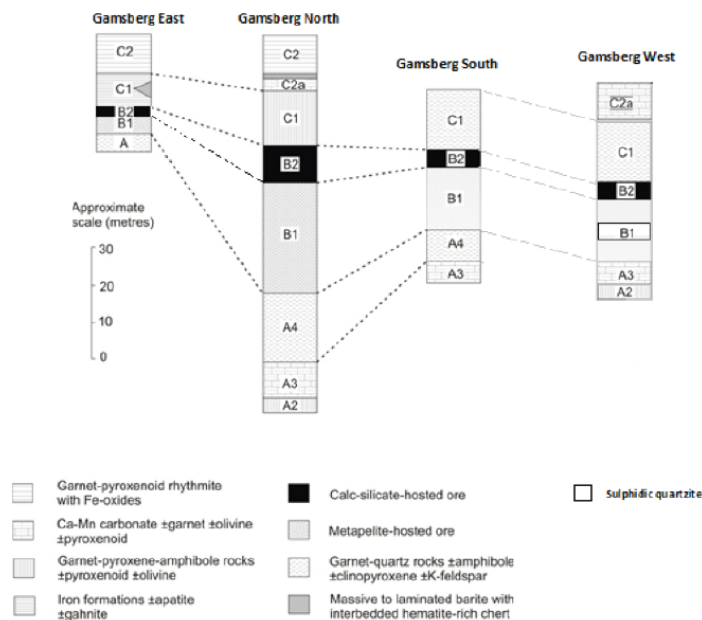 Gamsberg East
Gamsberg North
Gamsberg South
Gamsberg West
C2
C1
B2
B1
A
C2
C2a
C1
B2
B1
A4
A3
A2
C1
B2
B1
A4
A3
C2a
C1
B2
B1
A3
A2
Approximate
scale (metres)
30
20
10
0
Garnet-pyroxenoid rhythmite
with Fe-oxides
Ca-Mn carbonate ±garnet ±olivine
±pyroxenoid
Garnet-pyroxene-amphibole rocks
±pyroxenoid ±olivine
Iron formations ±apatite
±gahnite
Calc-silicate-hosted ore
Metapelite-hosted ore
Garnet-quartz rocks ±amphibole
±clinopyroxene ±K-feldspar
Massive to laminated barite with
interbedded hematite-rich chert
Sulphidic quartzite